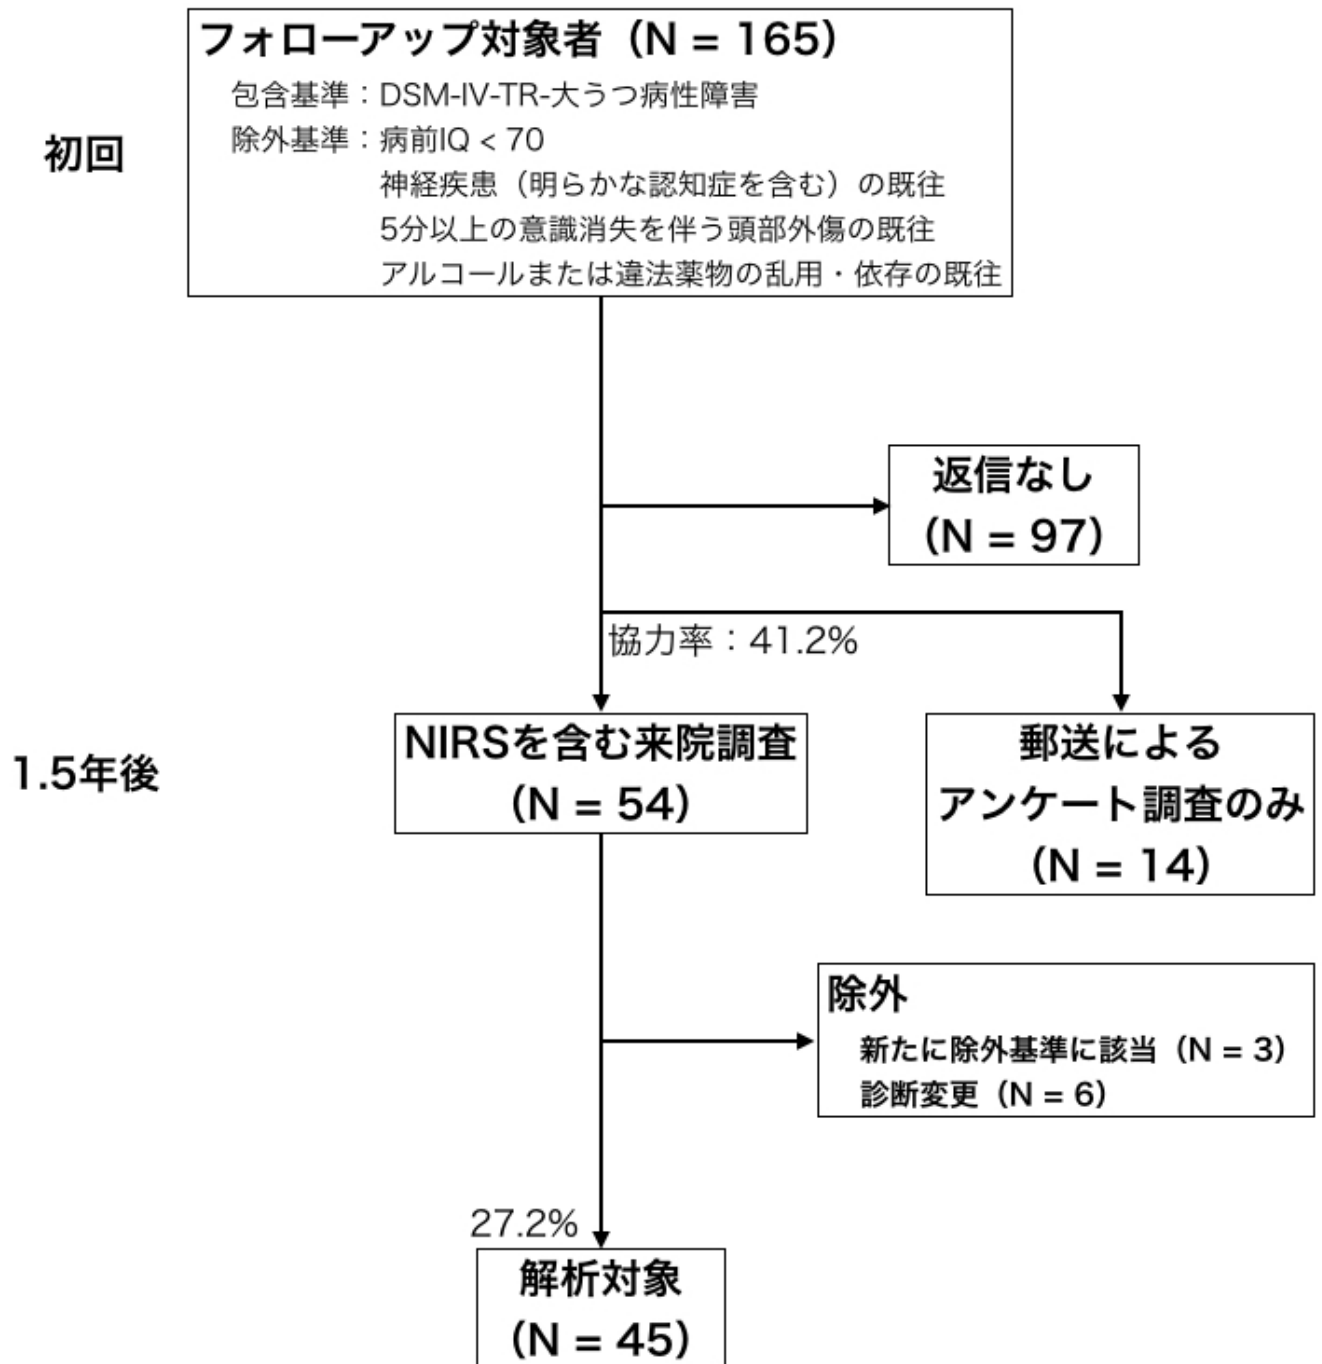 フォローアップ対象者（N = 165）
包含基準：DSM-IV-TR-大うつ病性障害
除外基準：病前IQ < 70
神経疾患（明らかな認知症を含む）の既往
5分以上の意識消失を伴う頭部外傷の既往
アルコールまたは違法薬物の乱用・依存の既往
初回
返信なし
（N = 97）
協力率：41.2%
1.5年後
NIRSを含む来院調査
（N = 54）
郵送による
アンケート調査のみ
（N = 14）
除外
新たに除外基準に該当（N = 3）
診断変更（N = 6）
27.2%
解析対象
（N = 45）